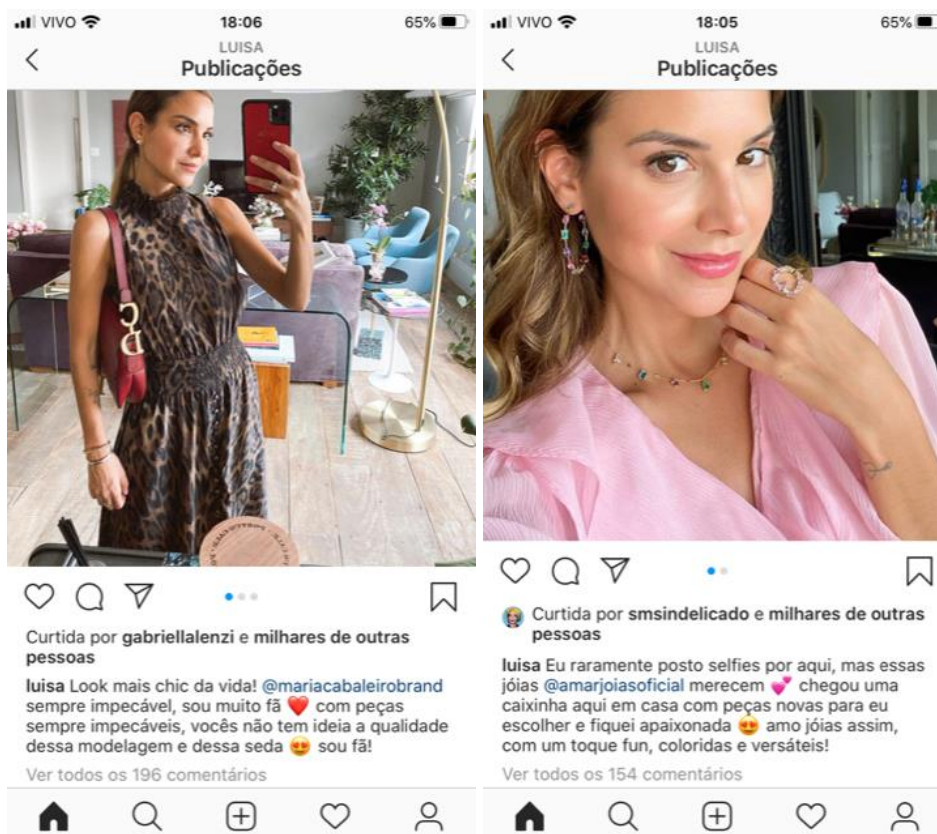 VIVO 18:06 65%
LUISA
Publicações
Curtida por gabriellalenzi e milhares de outras
pessoas
luisa Look mais chic da vida! @mariacabaleirobrand
sempre impecável, sou muito fã ❤️ com peças
sempre impecáveis, vocês não tem ideia a qualidade
dessa modelagem e dessa seda 😍 sou fã!
Ver todos os 196 comentários
VIVO 18:05 65%
LUISA
Publicações
Curtida por smsindelicado e milhares de outras
pessoas
luisa Eu raramente posto selfies por aqui, mas essas
jóias @amarjoiasoficial merecem 💕 chegou uma
caixinha aqui em casa com peças novas para eu
escolher e fiquei apaixonada 😍 amo jóias assim,
com um toque fun, coloridas e versáteis!
Ver todos os 154 comentários